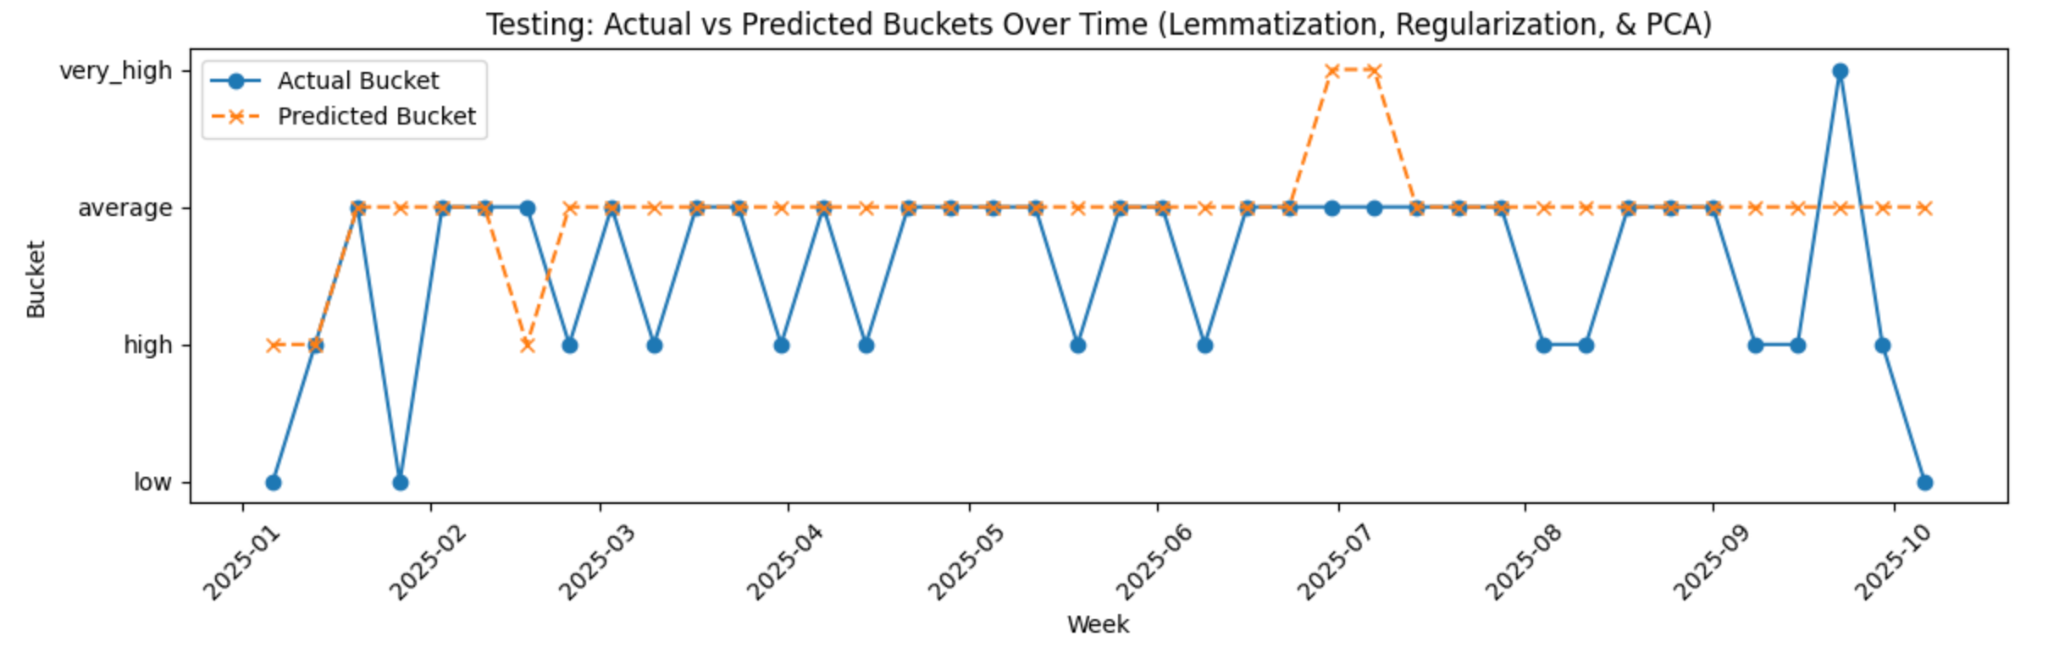 Testing: Actual vs Predicted Buckets Over Time (Lemmatization, Regularization, & PCA)
Actual Bucket
Predicted Bucket
very_high
average
high
low
Bucket
2025-01
2025-02
2025-03
2025-04
2025-05
2025-06
2025-07
2025-08
2025-09
2025-10
Week